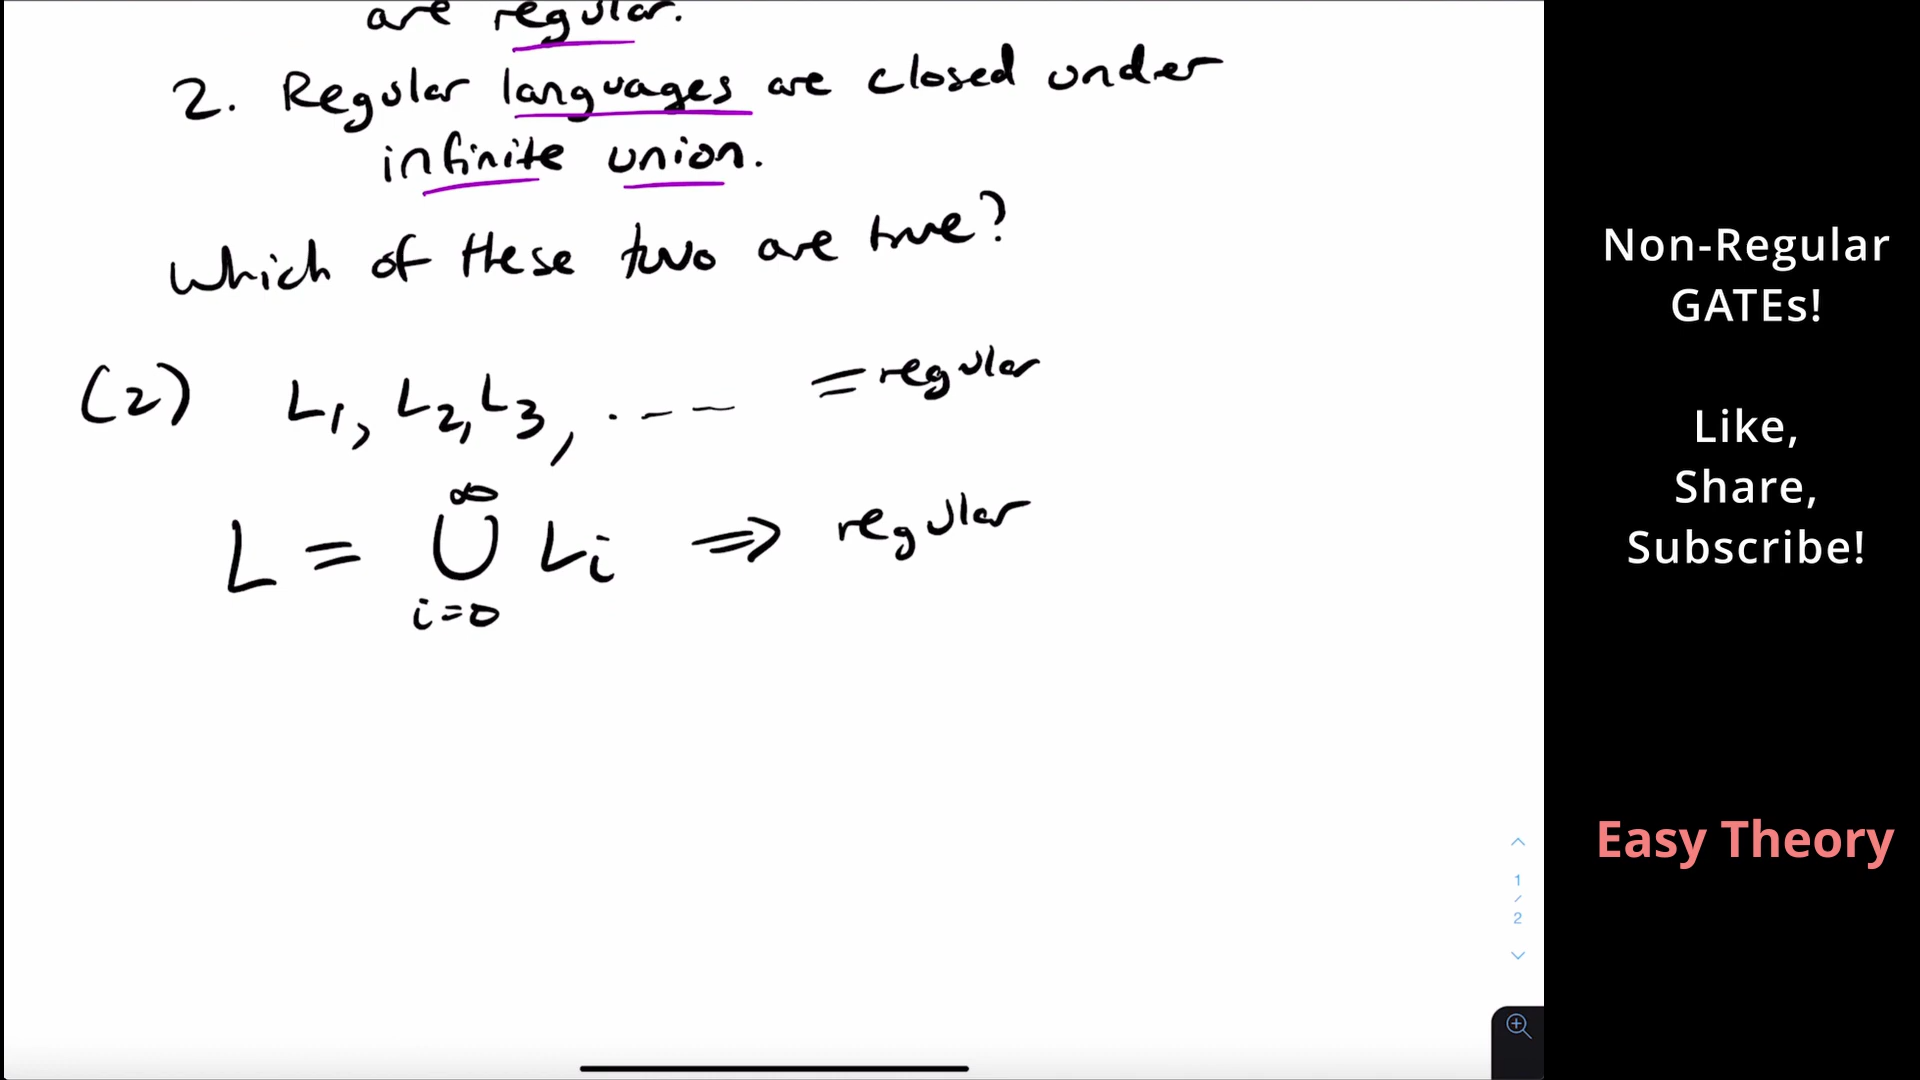 are regular.
2. Regular languages are closed under
infinite union.
Which of these two are true?
(2) L1, L2, L3, . - - = regular
∞
L = ∪ Li ⇒ regular
i=0
Non-Regular
GATEs!
Like,
Share,
Subscribe!
Easy Theory
1
/
2